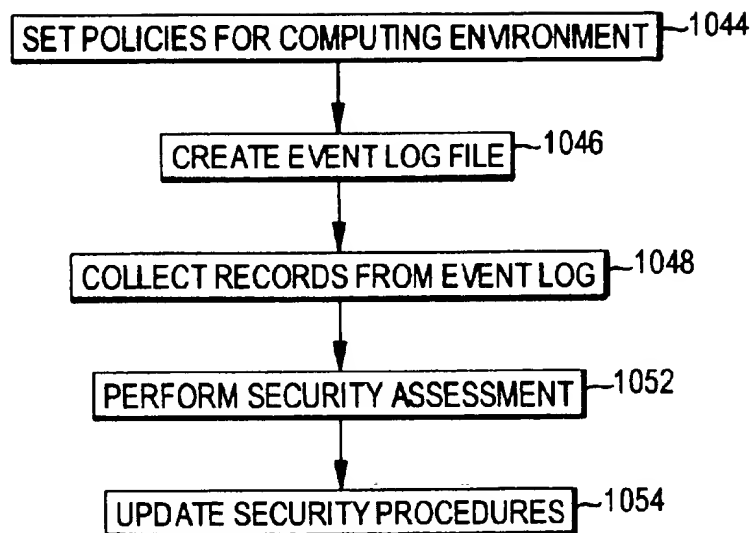 SET POLICIES FOR COMPUTING ENVIRONMENT 1044
CREATE EVENT LOG FILE 1046
COLLECT RECORDS FROM EVENT LOG 1048
PERFORM SECURITY ASSESSMENT 1052
UPDATE SECURITY PROCEDURES 1054